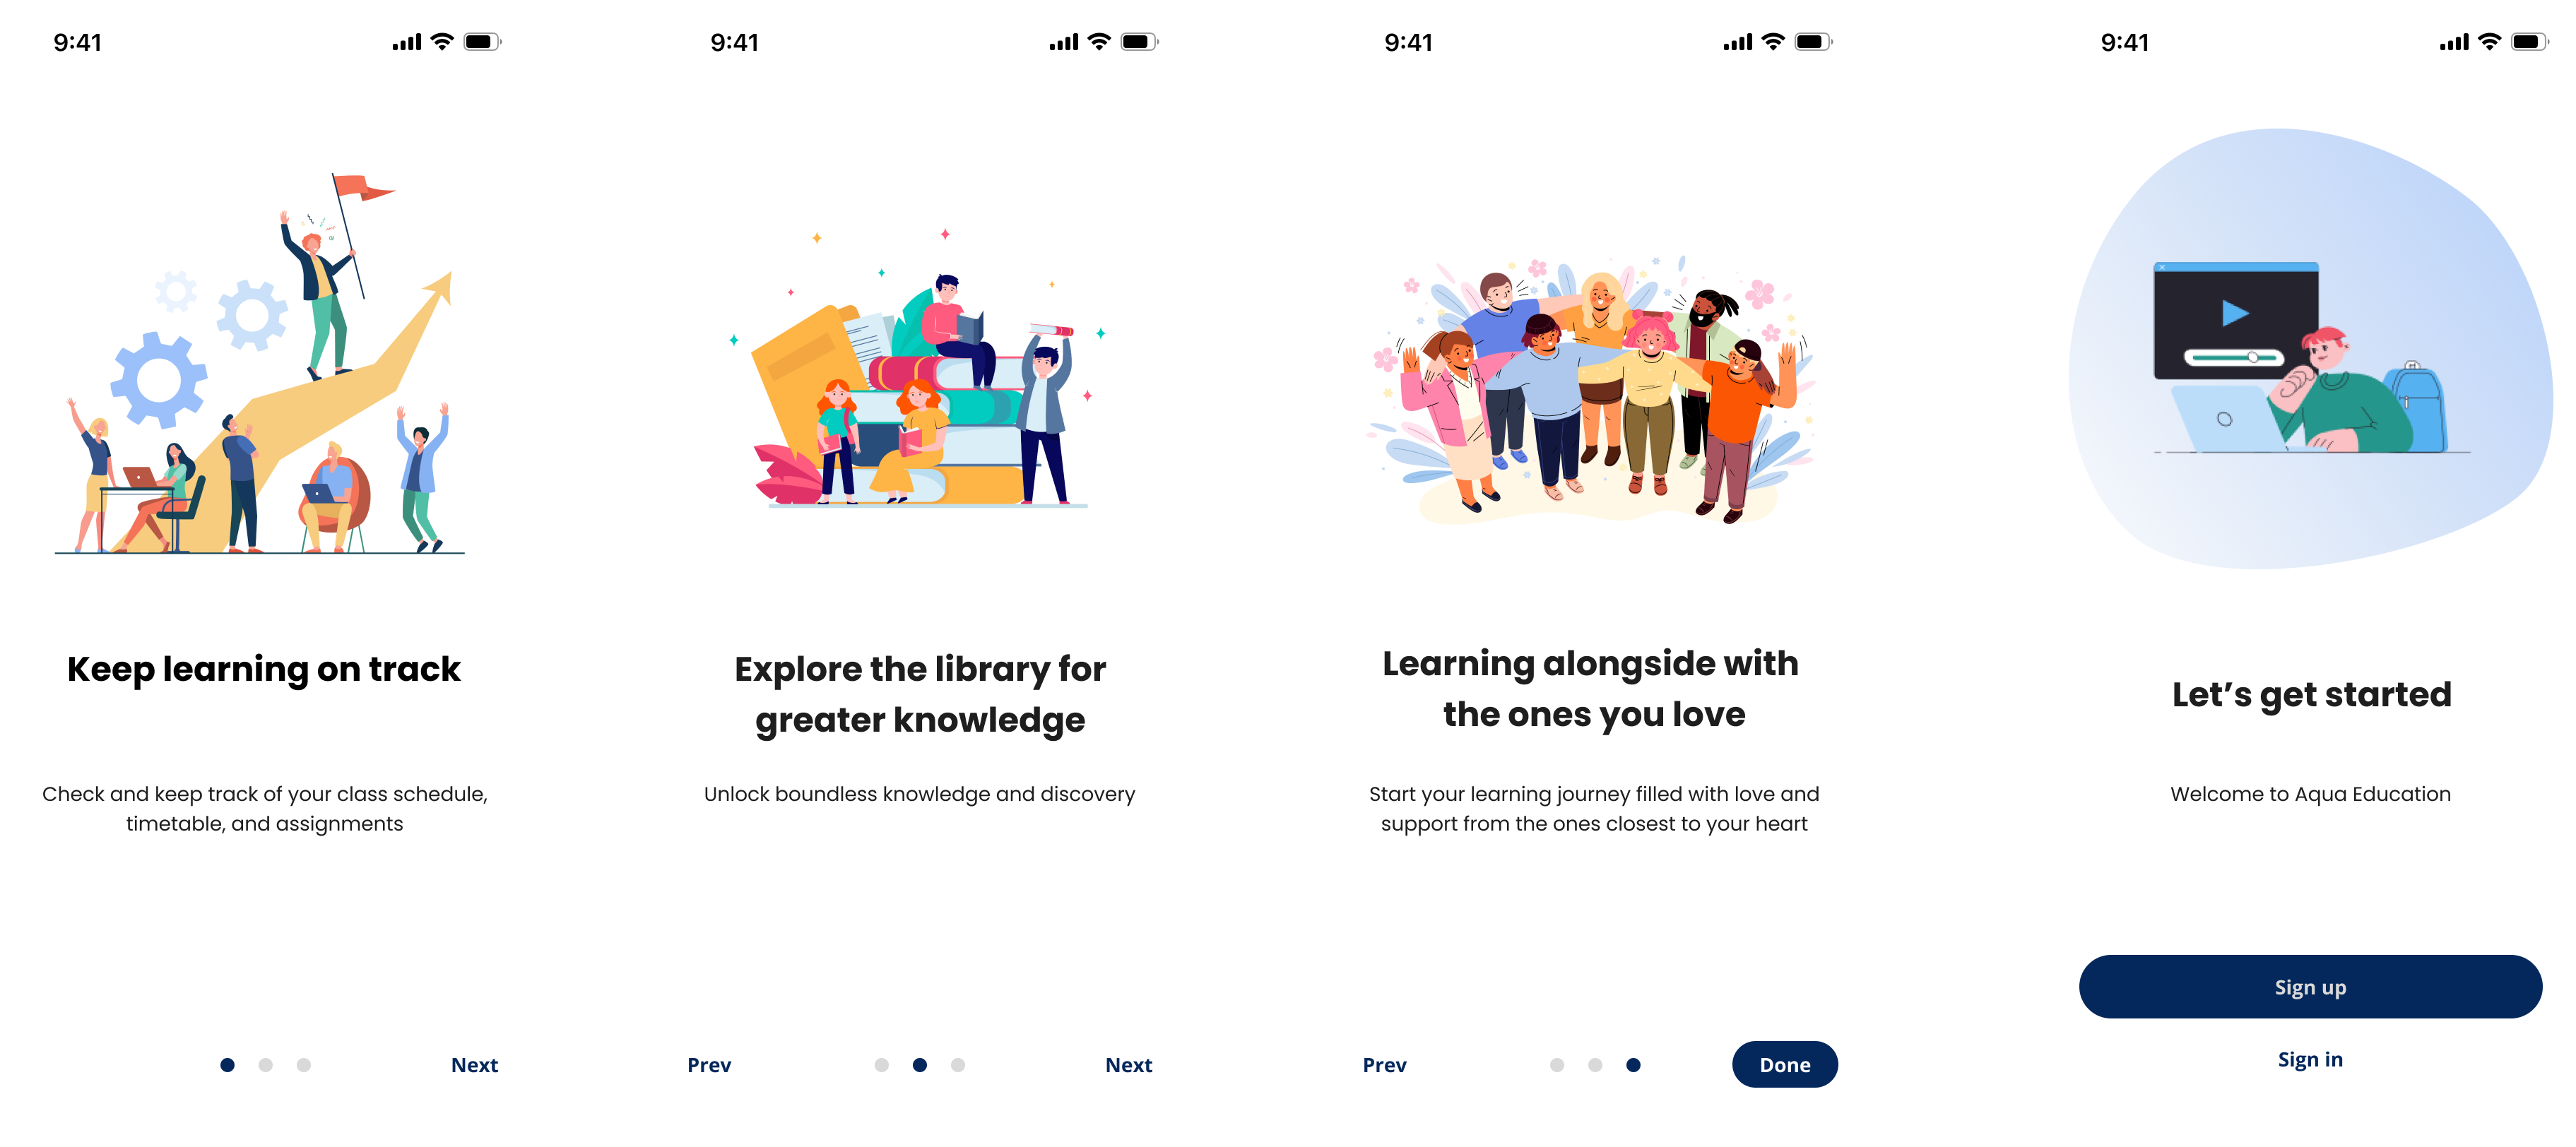 9:41
Keep learning on track
Check and keep track of your class schedule,
timetable, and assignments
Next
9:41
Explore the library for
greater knowledge
Unlock boundless knowledge and discovery
Prev
Next
9:41
Learning alongside with
the ones you love
Start your learning journey filled with love and
support from the ones closest to your heart
Prev
Done
9:41
Let’s get started
Welcome to Aqua Education
Sign up
Sign in